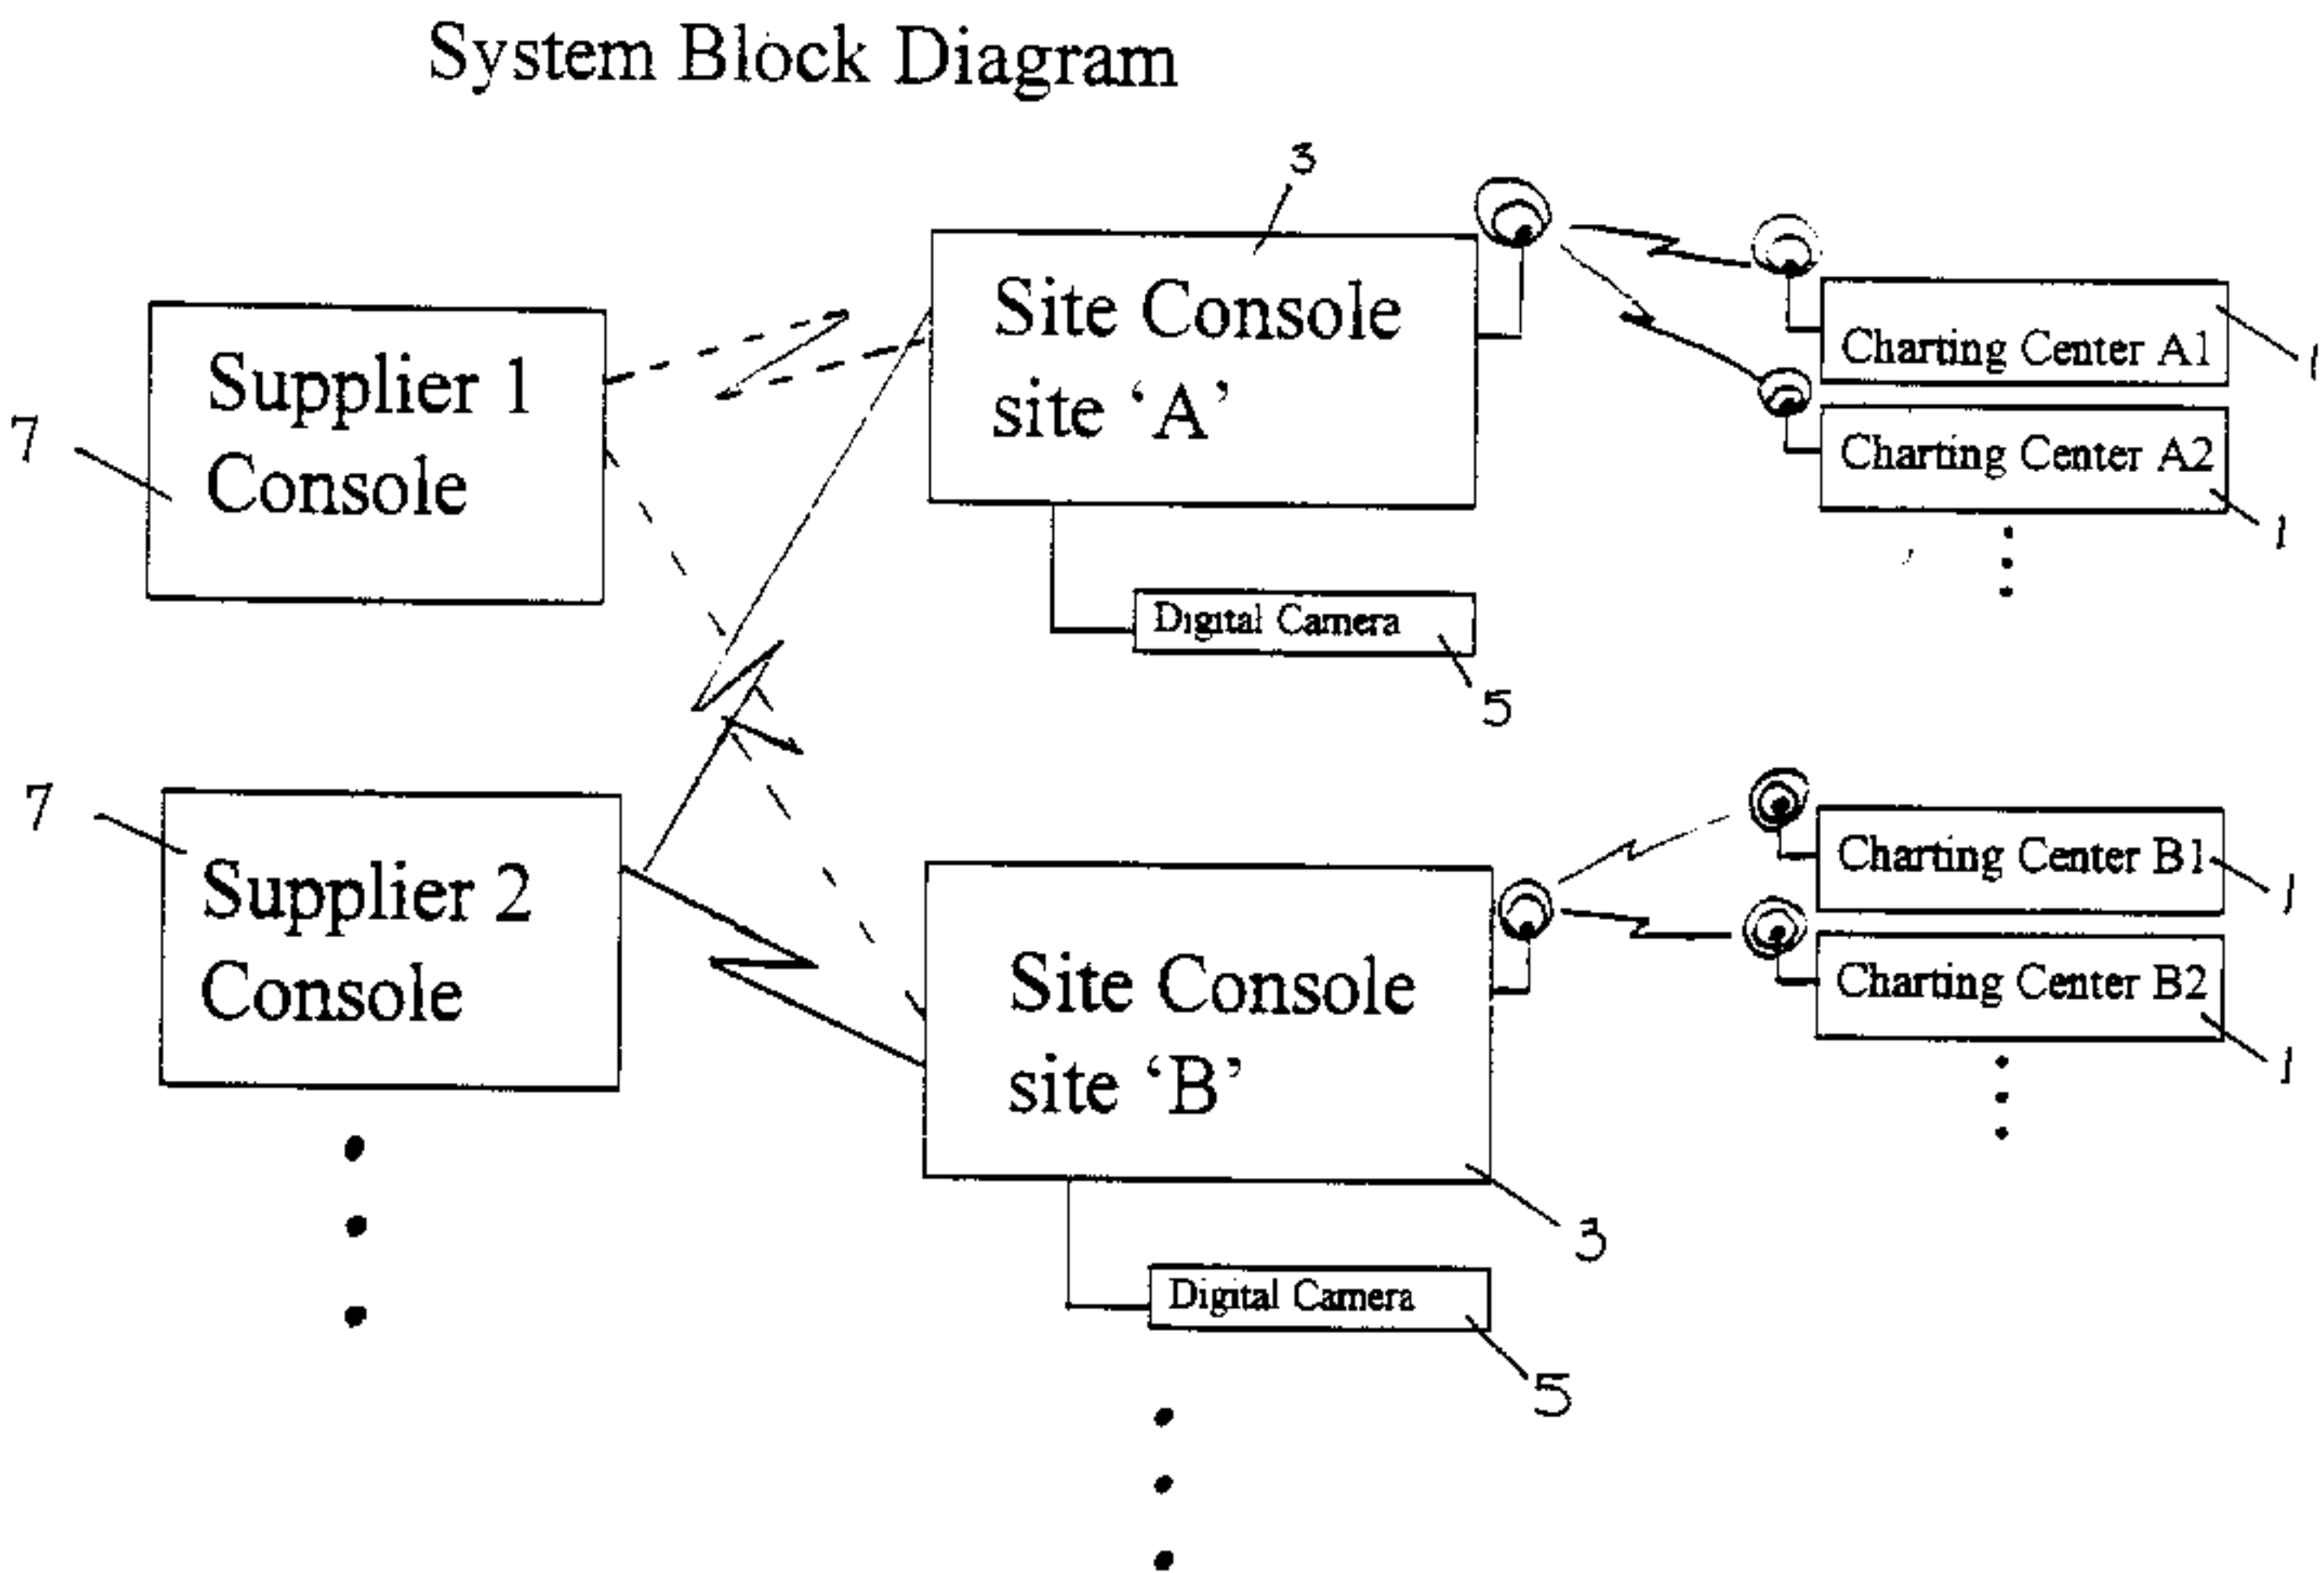 System Block Diagram
3
Site Console
site ‘A’
Supplier 1
Console
7
Charting Center A1
1
Charting Center A2
1
Digital Camera
5
7
Supplier 2
Console
Charting Center B1
1
Charting Center B2
1
Site Console
site ‘B’
3
Digital Camera
5